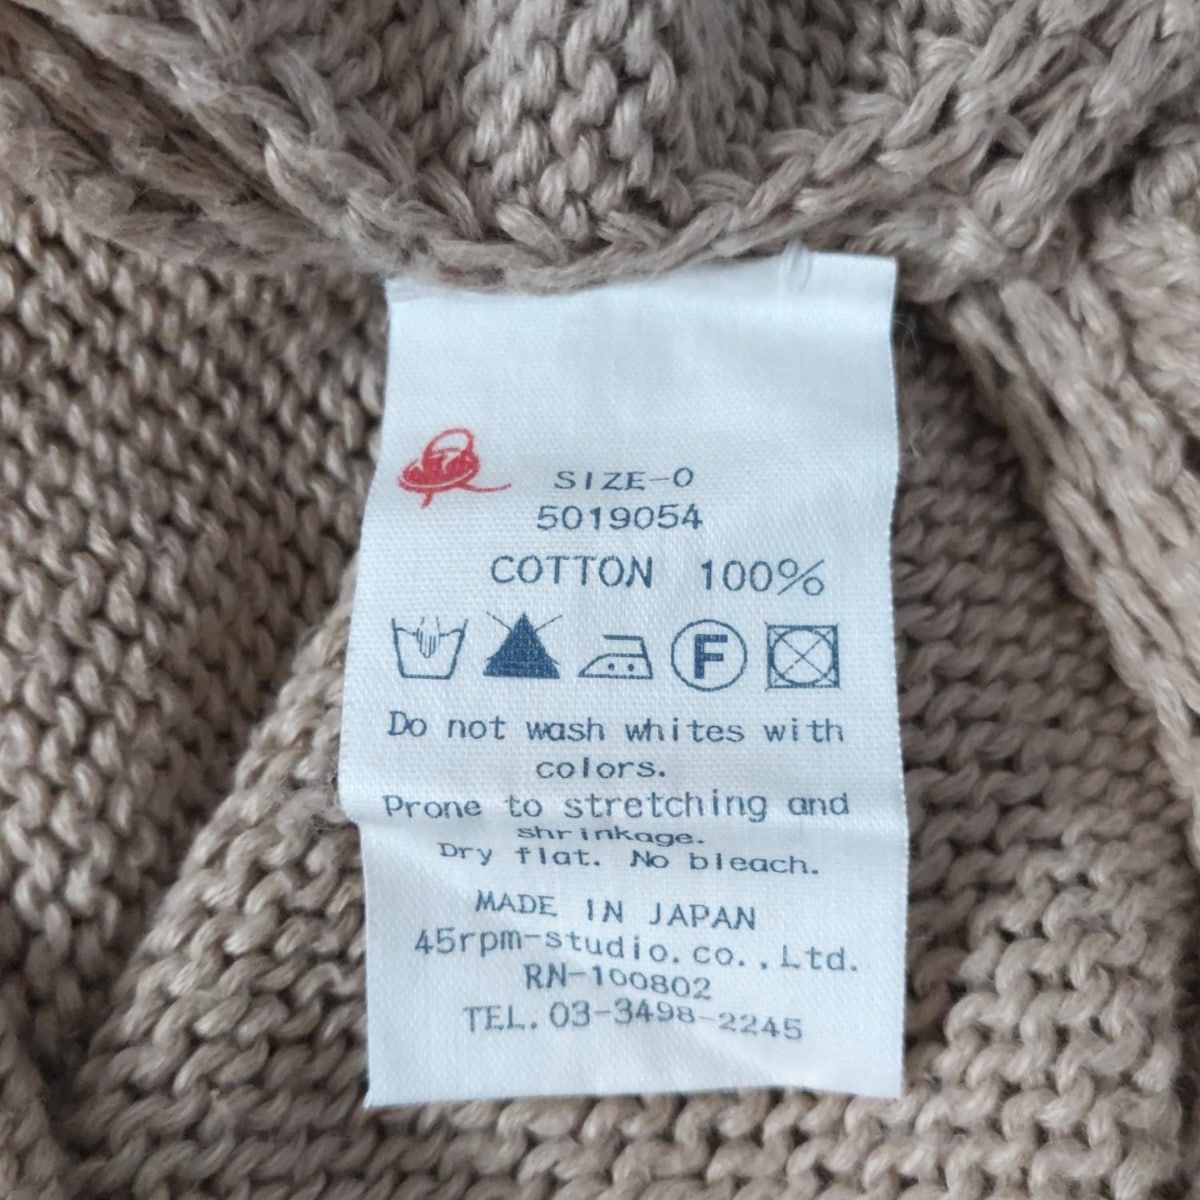 SIZE-0
5019054
COTTON 100%
F
Do not wash whites with
colors.
Prone to stretching and
shrinkage.
Dry flat. No bleach.
MADE IN JAPAN
45rpm-studio.co.,Ltd.
RN-100802
TEL.03-3498-2245